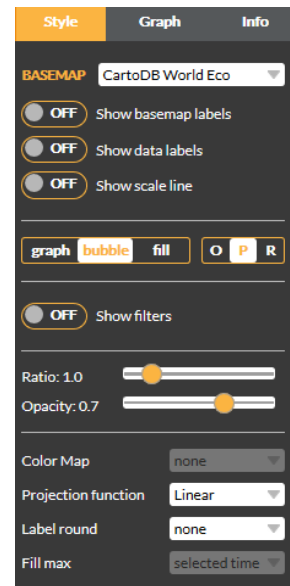 Style Graph Info
BASEMAP CartoDB World Eco
OFF Show basemap labels
OFF Show data labels
OFF Show scale line
graph bubble fill O P R
OFF Show filters
Ratio: 1.0
Opacity: 0.7
Color Map none
Projection function Linear
Label round none
Fill max selected time